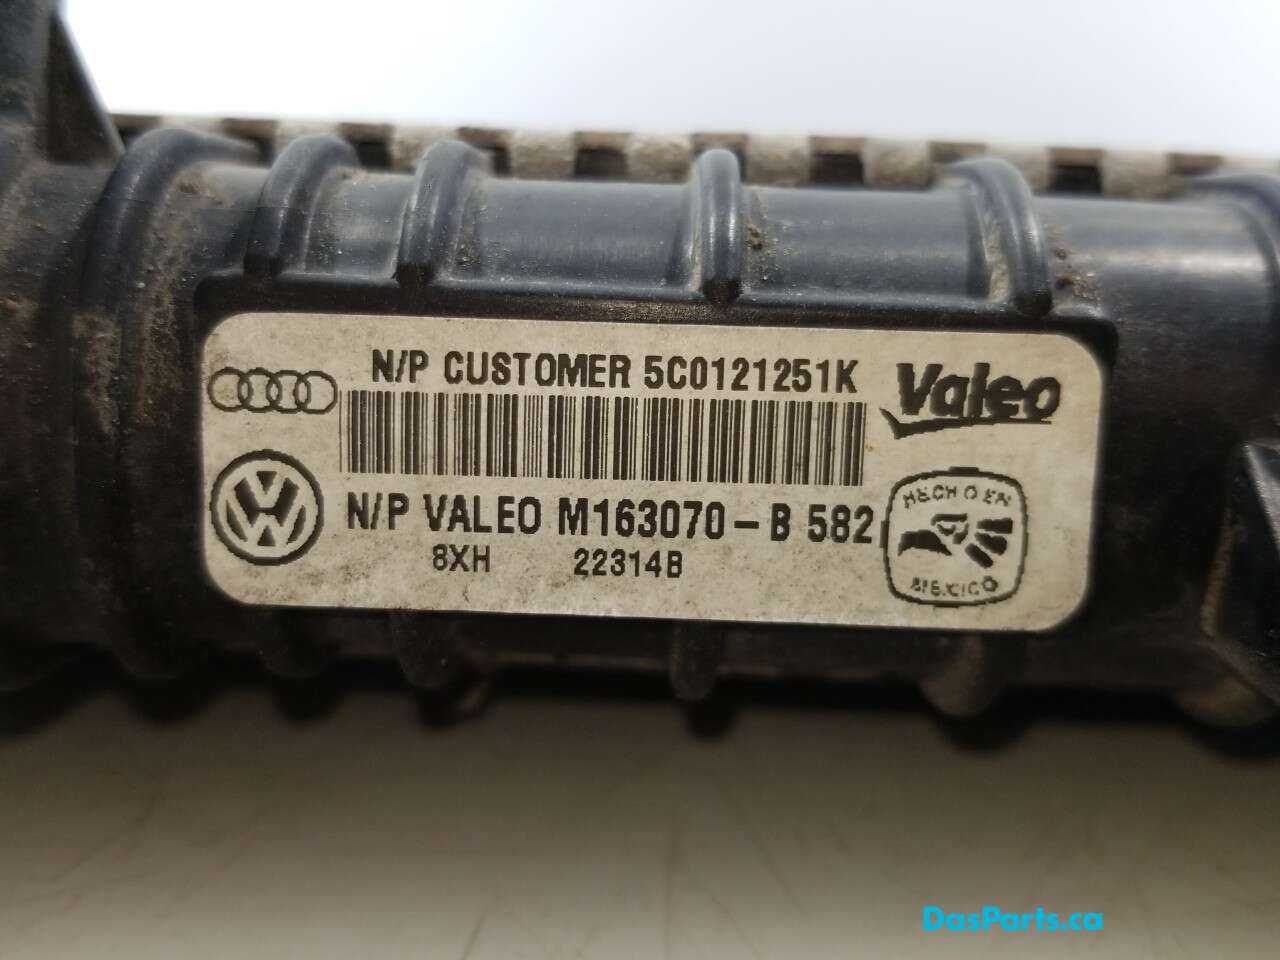 N/P CUSTOMER 5C0121251K
Valeo
N/P VALEO M163070-B 582
8XH 22314B
HECHO EN
MEXICO
DasParts.ca